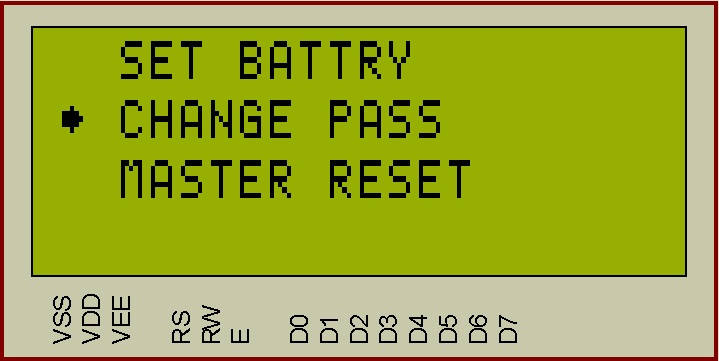 SET BATTRY
CHANGE PASS
MASTER RESET
VSS VDD VEE RS RW E D0 D1 D2 D3 D4 D5 D6 D7